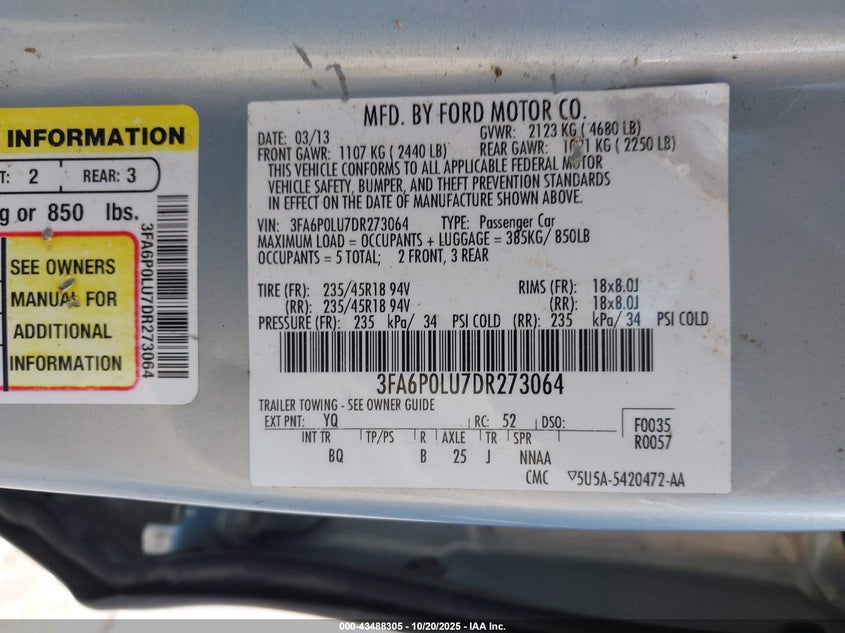 INFORMATION
T: 2 REAR: 3
g or 850 lbs.
SEE OWNERS
MANUAL FOR
ADDITIONAL
INFORMATION
3FA6P0LU7DR273064
MFD. BY FORD MOTOR CO.
DATE: 03/13 GVWR: 2123 KG ( 4680 LB)
FRONT GAWR: 1107 KG ( 2440 LB) REAR GAWR: KG ( 2250 LB)
THIS VEHICLE CONFORMS TO ALL APPLICABLE FEDERAL MOTOR
VEHICLE SAFETY, BUMPER, AND THEFT PREVENTION STANDARDS
IN EFFECT ON THE DATE OF MANUFACTURE SHOWN ABOVE.
VIN: 3FA6P0LU7DR273064 TYPE: Passenger Car
MAXIMUM LOAD = OCCUPANTS + LUGGAGE = 385KG/ 850LB
OCCUPANTS = 5 TOTAL; 2 FRONT, 3 REAR
TIRE (FR): 235/45R18 94V RIMS (FR): 18x8.0J
(RR): 235/45R18 94V (RR): 18x8.0J
PRESSURE (FR): 235 kPa/ 34 PSI COLD (RR): 235 kPa/ 34 PSI COLD
3FA6P0LU7DR273064
TRAILER TOWING - SEE OWNER GUIDE
EXT PNT: YQ RC: 52 DSO: F0035
R0057
INT TR TP/PS R AXLE TR SPR
BQ B 25 J NNAA
CMC ▽5U5A-5420472-AA
000-43488305 - 10/20/2025 - IAA Inc.